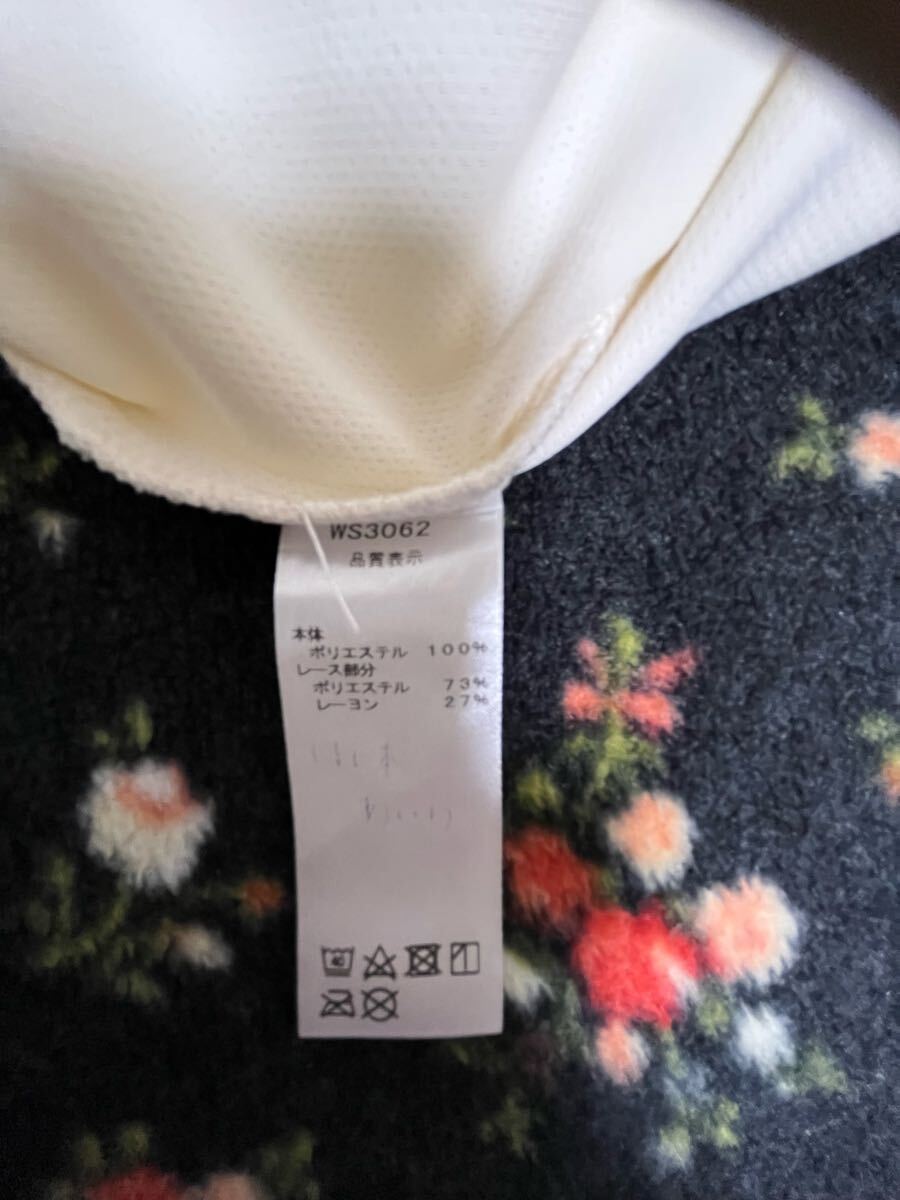 WS3062
品質表示
本体
ポリエステル 100%
レース部分
ポリエステル 73%
レーヨン 27%